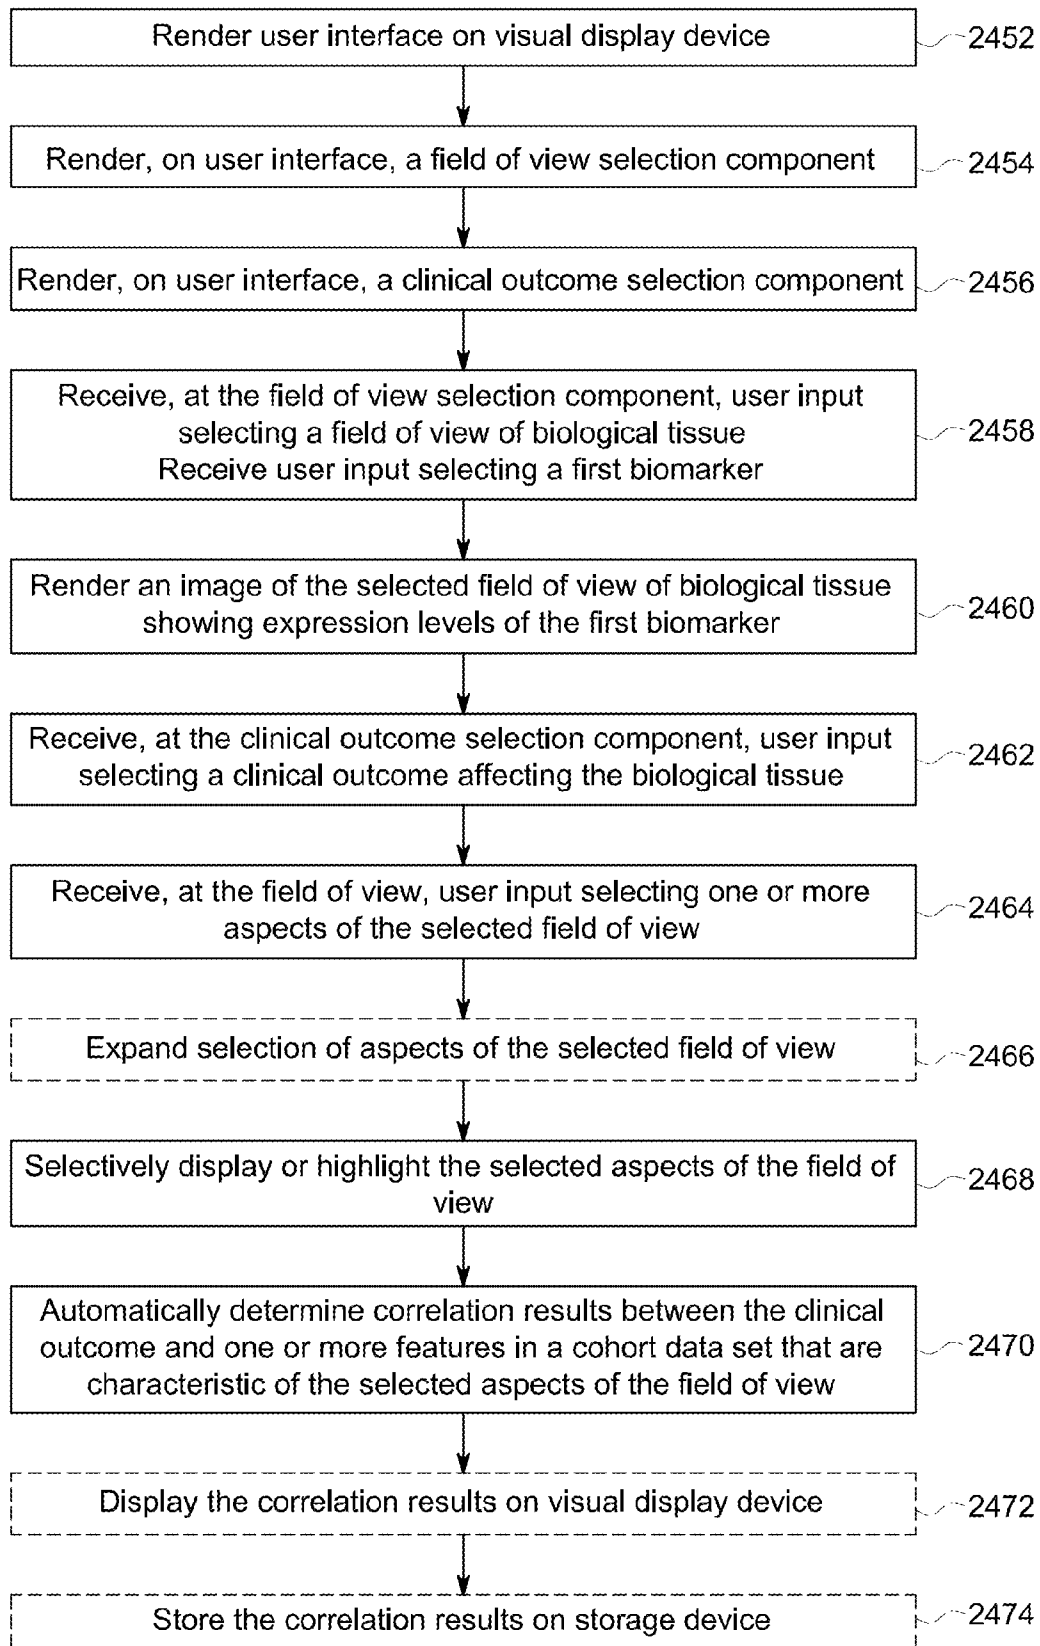 Render user interface on visual display device
2452
Render, on user interface, a field of view selection component
2454
Render, on user interface, a clinical outcome selection component
2456
Receive, at the field of view selection component, user input
selecting a field of view of biological tissue
Receive user input selecting a first biomarker
2458
Render an image of the selected field of view of biological tissue
showing expression levels of the first biomarker
2460
Receive, at the clinical outcome selection component, user input
selecting a clinical outcome affecting the biological tissue
2462
Receive, at the field of view, user input selecting one or more
aspects of the selected field of view
2464
Expand selection of aspects of the selected field of view
2466
Selectively display or highlight the selected aspects of the field of
view
2468
Automatically determine correlation results between the clinical
outcome and one or more features in a cohort data set that are
characteristic of the selected aspects of the field of view
2470
Display the correlation results on visual display device
2472
Store the correlation results on storage device
2474